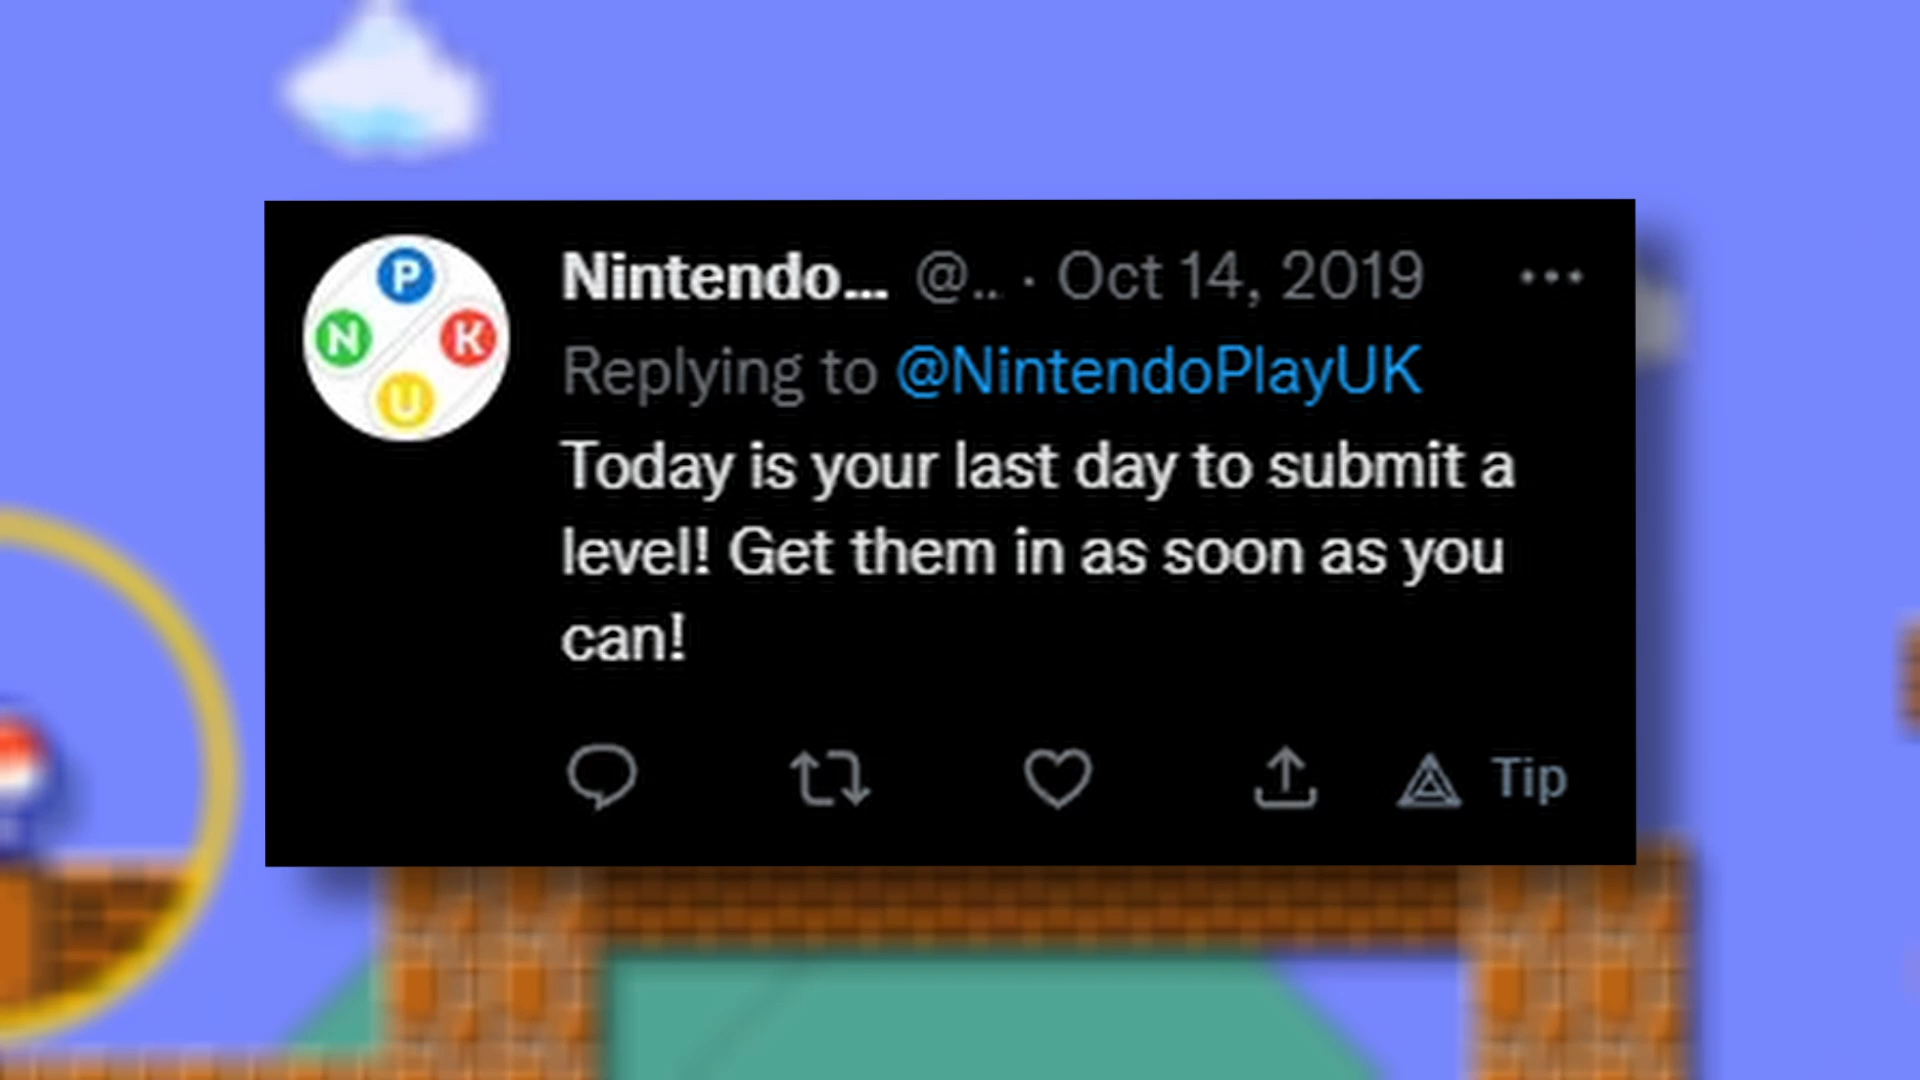 P
N K
U
Nintendo... @.. · Oct 14, 2019 ...
Replying to @NintendoPlayUK
Today is your last day to submit a
level! Get them in as soon as you
can!
Tip